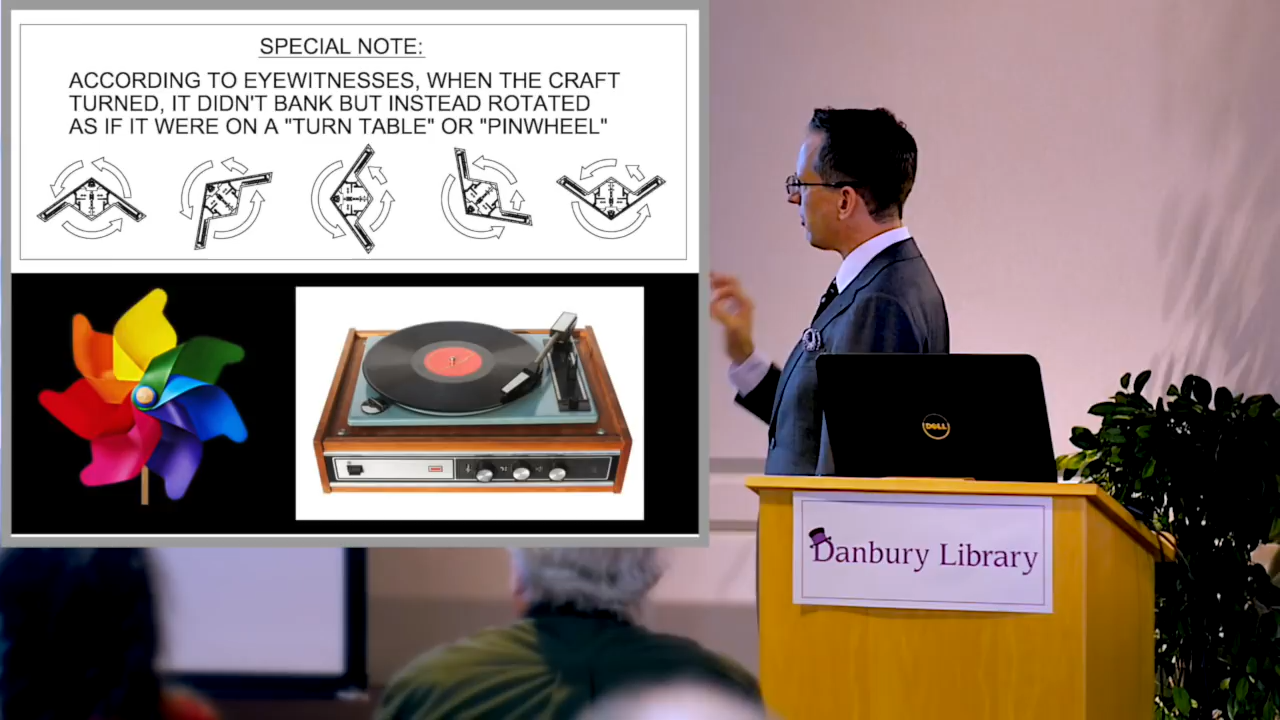 SPECIAL NOTE:
ACCORDING TO EYEWITNESSES, WHEN THE CRAFT
TURNED, IT DIDN'T BANK BUT INSTEAD ROTATED
AS IF IT WERE ON A "TURN TABLE" OR "PINWHEEL"
DELL
Danbury Library